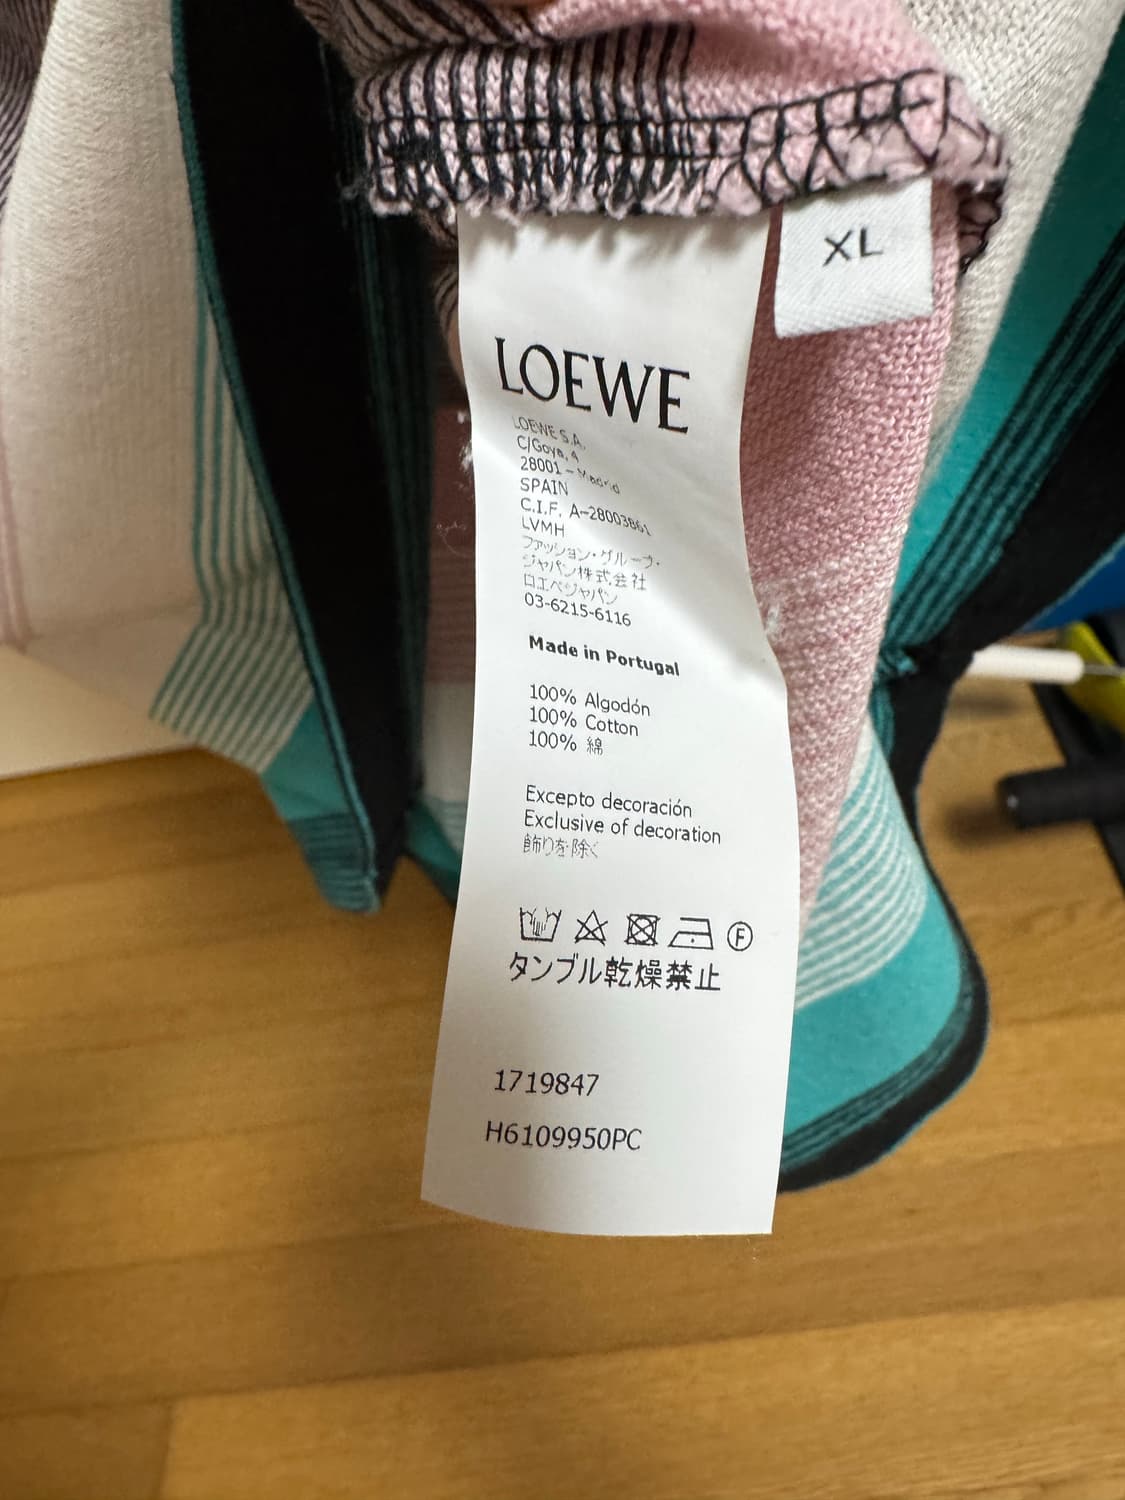 XL
LOEWE
LOEWE S.A.
C/Goya, 4
28001 - Madrid
SPAIN
C.I.F. A-28003861
LVMH
ファッション・グループ・
ジャパン株式会社
ロエベジャパン
03-6215-6116
Made in Portugal
100% Algodón
100% Cotton
100% 綿
Excepto decoración
Exclusive of decoration
飾りを除く
F
タンブル乾燥禁止
1719847
H6109950PC